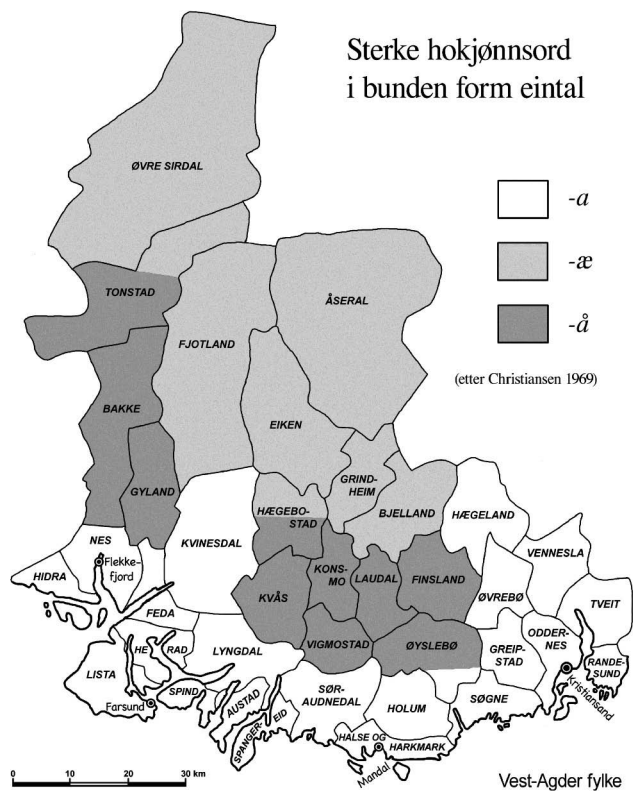 Sterke hokjønnsord
i bunden form eintal
-a
-æ
-å
(etter Christiansen 1969)
ØVRE SIRDAL
TONSTAD
ÅSERAL
FJOTLAND
BAKKE
EIKEN
GYLAND
GRIND-
HEIM
HÆGEBO-
STAD
BJELLAND
HÆGELAND
NES
Flekke-
fjord
KVINESDAL
VENNESLA
HIDRA
KONS-
MO
LAUDAL
FINSLAND
KVÅS
ØVREBØ
TVEIT
FEDA
VIGMOSTAD
ØYSLEBØ
ODDER-
NES
GREIP-
STAD
HE
RAD
LYNGDAL
RANDE-
SUND
LISTA
SPIND
Farsund
AUSTAD
SØR-
AUDNEDAL
HOLUM
SØGNE
Kristiansand
SPANGER-
EID
HALSE OG
HARKMARK
Mandal
0 10 20 30 km
Vest-Agder fylke